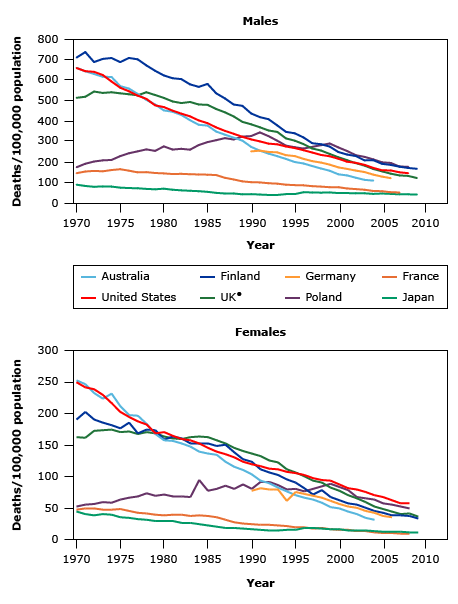 Males
Deaths/100,000 population
800
700
600
500
400
300
200
100
0
1970 1975 1980 1985 1990 1995 2000 2005 2010
Year
Australia Finland Germany France
United States UK• Poland Japan
Females
Deaths/100,000 population
300
250
200
150
100
50
0
1970 1975 1980 1985 1990 1995 2000 2005 2010
Year